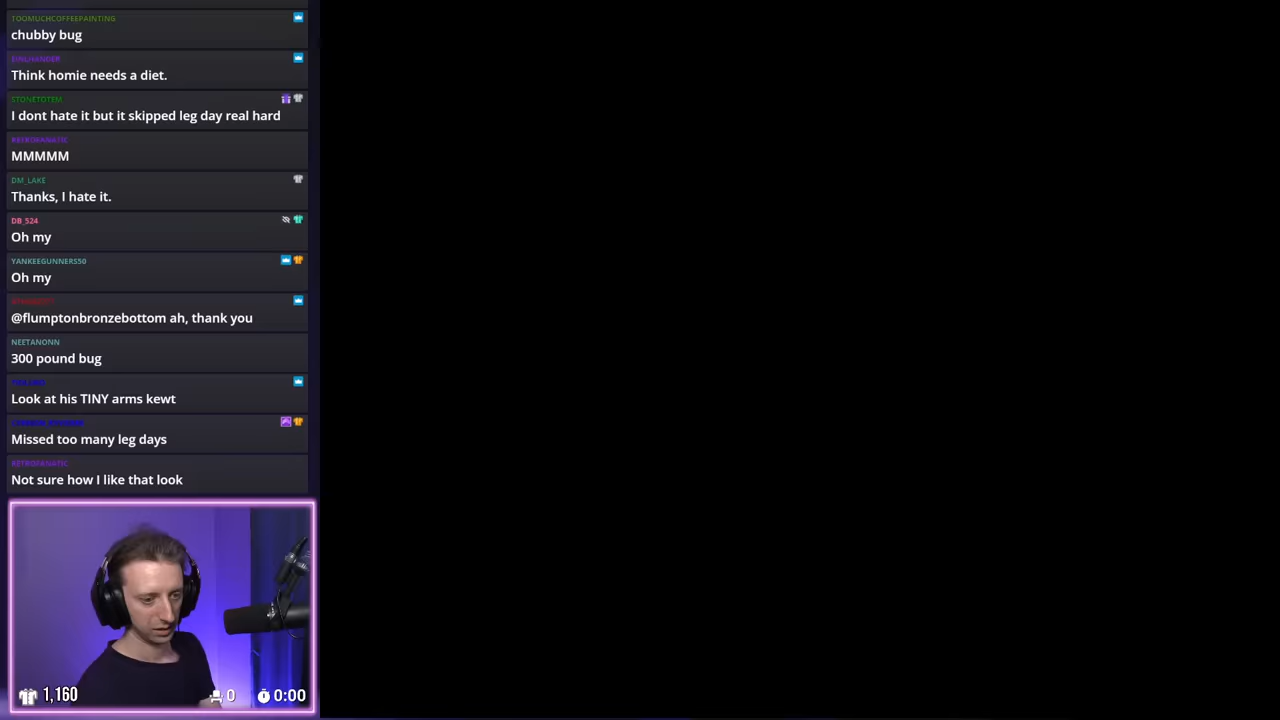 TOOMUCHCOFFEEPAINTING
chubby bug
Think homie needs a diet.
STONETOTEM
I dont hate it but it skipped leg day real hard
RETROFANATIC
MMMMM
DM_LAKE
Thanks, I hate it.
DB_524
Oh my
YANKEEGUNNER550
Oh my
@flumptonbronzebottom ah, thank you
NEETANONN
300 pound bug
Look at his TINY arms kewt
Missed too many leg days
RETROFANATIC
Not sure how I like that look
1,160
0
0:00